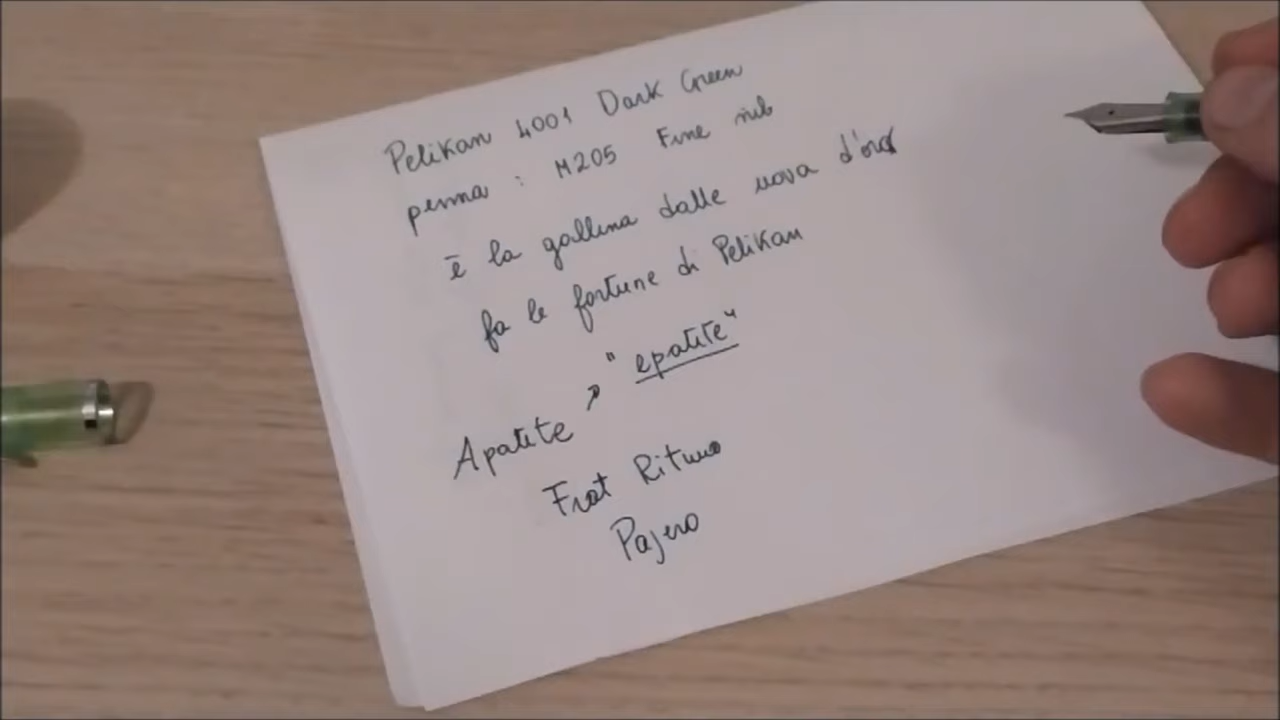 Pelikan 4001 Dark Green
penna : M205 Fine nib
è la gallina dalle uova d'oro
fa le fortune di Pelikan
"epatite"
Apatite ↗
Fiat Ritmo
Pajero